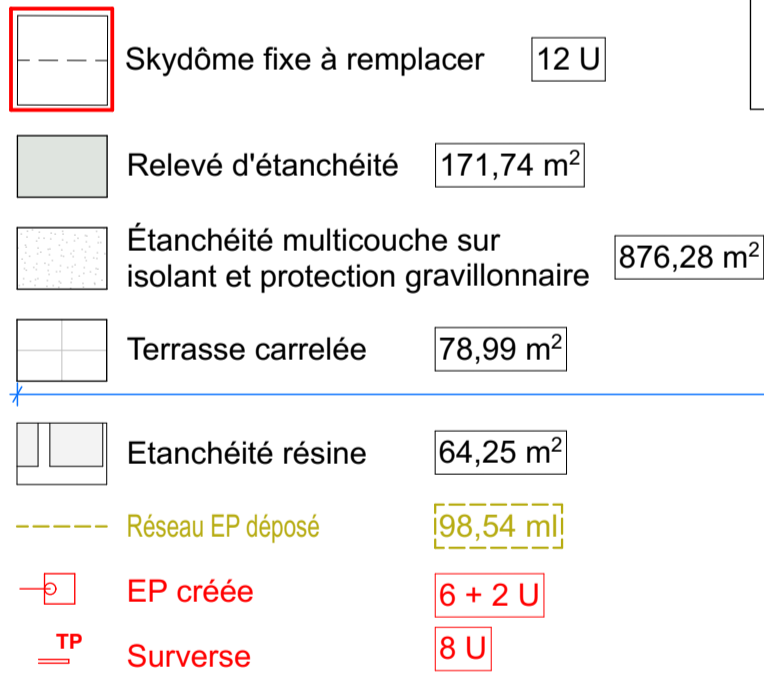 Skydôme fixe à remplacer 12 U
Relevé d'étanchéité 171,74 m²
Étanchéité multicouche sur
isolant et protection gravillonnaire 876,28 m²
Terrasse carrelée 78,99 m²
Etanchéité résine 64,25 m²
Réseau EP déposé 98,54 ml
EP créée 6 + 2 U
TP Surverse 8 U